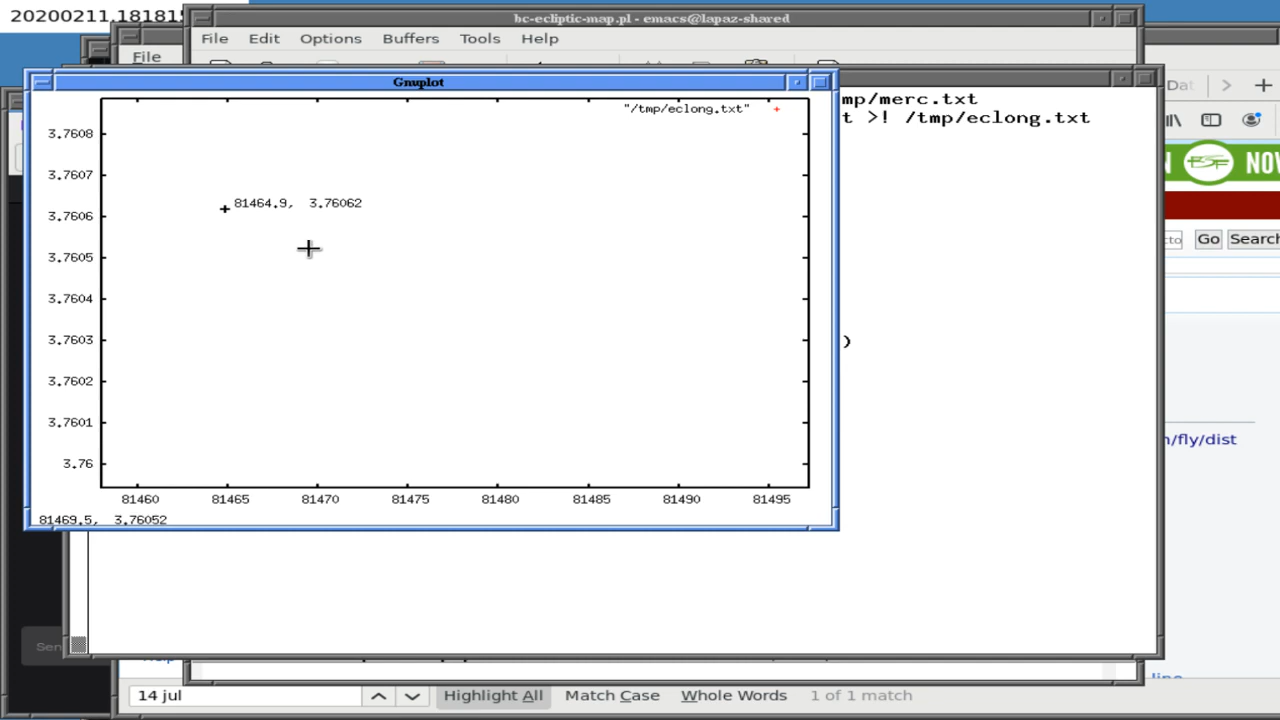 20200211.181815
bc-ecliptic-map.pl - emacs@lapaz-shared
File Edit Options Buffers Tools Help
File
Gnuplot
mp/merc.txt
t >! /tmp/eclong.txt
"/tmp/eclong.txt"
3.7608
3.7607
81464.9, 3.76062
3.7606
3.7605
3.7604
3.7603
)
3.7602
3.7601
3.76
81460 81465 81470 81475 81480 81485 81490 81495
81469.5, 3.76052
Dat
NOV
Go Search
n/fly/dist
Sen
14 jul
Highlight All Match Case Whole Words 1 of 1 match